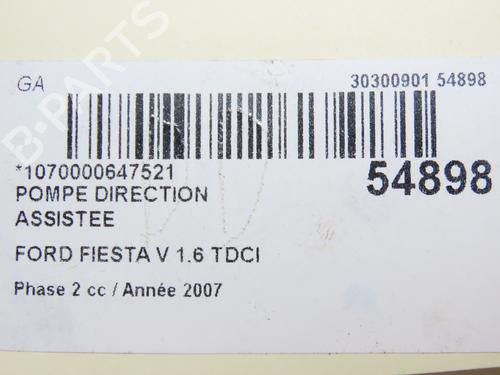 GA
30300901 54898
*1070000647521
54898
POMPE DIRECTION
ASSISTEE
FORD FIESTA V 1.6 TDCI
Phase 2 cc / Année 2007
B-PARTS